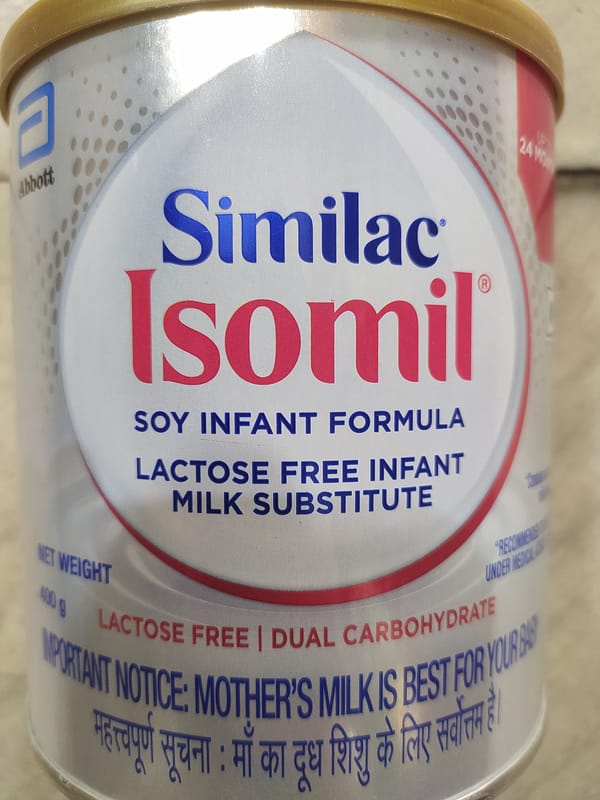 Abbott
24
Similac®
Isomil®
SOY INFANT FORMULA
LACTOSE FREE INFANT
MILK SUBSTITUTE
"RECOMMENDED
UNDER MEDICAL
NET WEIGHT
400 g
LACTOSE FREE | DUAL CARBOHYDRATE
IMPORTANT NOTICE: MOTHER'S MILK IS BEST FOR YOUR BABY
महत्त्वपूर्ण सूचना : माँ का दूध शिशु के लिए सर्वोत्तम है।